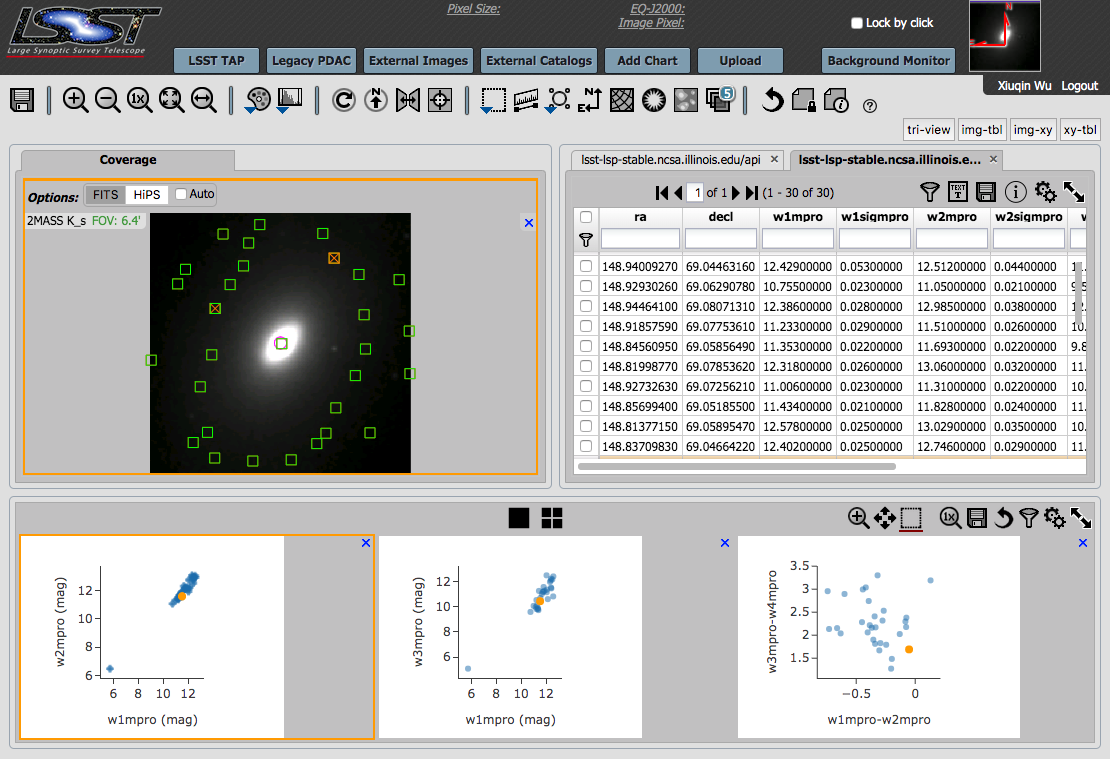 LSST
Large Synoptic Survey Telescope
Pixel Size:
EQ-J2000:
Image Pixel:
Lock by click
LSST TAP
Legacy PDAC
External Images
External Catalogs
Add Chart
Upload
Background Monitor
Xiuqin Wu Logout
1x
N
E N
5
tri-view
img-tbl
img-xy
xy-tbl
Coverage
Options: FITS HiPS Auto
2MASS K_s FOV: 6.4'
lsst-lsp-stable.ncsa.illinois.edu/api
lsst-lsp-stable.ncsa.illinois.e...
1 of 1 (1 - 30 of 30)
TEXT
T
ra decl w1mpro w1sigmpro w2mpro w2sigmpro
148.94009270 69.04463160 12.42900000 0.05300000 12.51200000 0.04400000
148.92930260 69.06290780 10.75500000 0.02300000 11.05000000 0.02100000
148.94464100 69.08071310 12.38600000 0.02800000 12.98500000 0.03800000
148.91857590 69.07753610 11.23300000 0.02900000 11.51000000 0.02600000 10.
148.84560950 69.05856490 11.35300000 0.02200000 11.69300000 0.02200000 9.8
148.81998770 69.07853620 12.31800000 0.02600000 13.06000000 0.03200000 11.
148.92732630 69.07256210 11.00600000 0.02300000 11.31000000 0.02200000 10.
148.85699400 69.05185500 11.43400000 0.02100000 11.82800000 0.02400000 11.
148.81377150 69.05895470 12.57800000 0.02500000 13.02900000 0.03500000 10.
148.83709830 69.04664220 12.40200000 0.02500000 12.74600000 0.02900000 11.
1x
w2mpro (mag)
12
10
8
6
6 8 10 12
w1mpro (mag)
w3mpro (mag)
12
10
8
6
6 8 10 12
w1mpro (mag)
w3mpro-w4mpro
3.5
3
2.5
2
1.5
−0.5 0
w1mpro-w2mpro